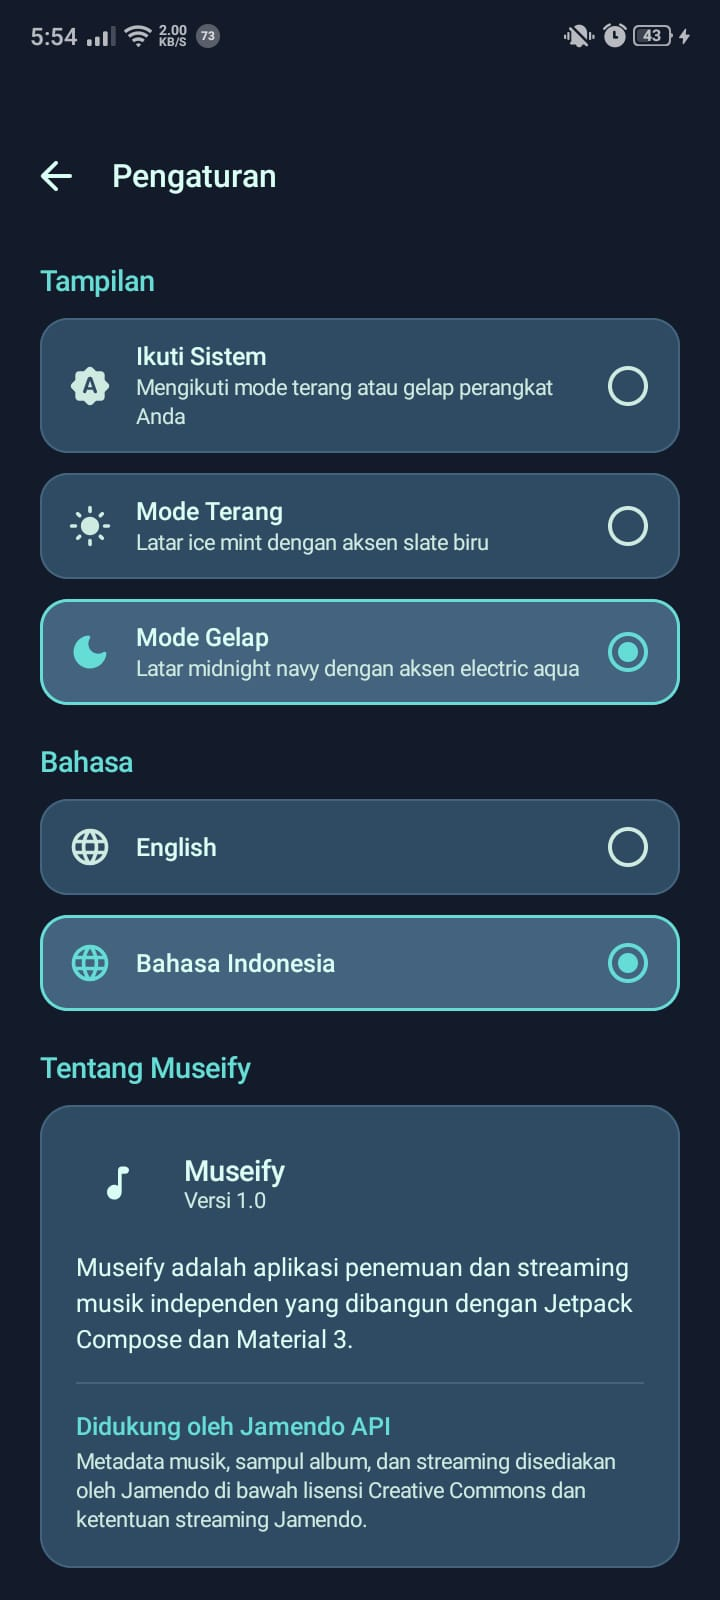 5:54 2.00 KB/S 73 43
Pengaturan
Tampilan
A
Ikuti Sistem
Mengikuti mode terang atau gelap perangkat
Anda
Mode Terang
Latar ice mint dengan aksen slate biru
Mode Gelap
Latar midnight navy dengan aksen electric aqua
Bahasa
English
Bahasa Indonesia
Tentang Museify
Museify
Versi 1.0
Museify adalah aplikasi penemuan dan streaming
musik independen yang dibangun dengan Jetpack
Compose dan Material 3.
Didukung oleh Jamendo API
Metadata musik, sampul album, dan streaming disediakan
oleh Jamendo di bawah lisensi Creative Commons dan
ketentuan streaming Jamendo.